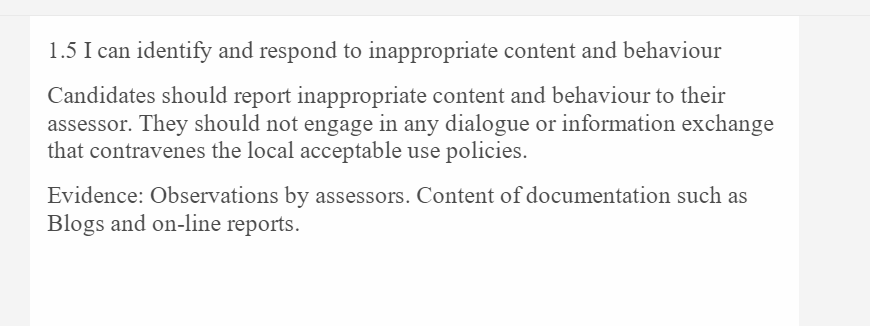 1.5 I can identify and respond to inappropriate content and behaviour
Candidates should report inappropriate content and behaviour to their
assessor. They should not engage in any dialogue or information exchange
that contravenes the local acceptable use policies.
Evidence: Observations by assessors. Content of documentation such as
Blogs and on-line reports.